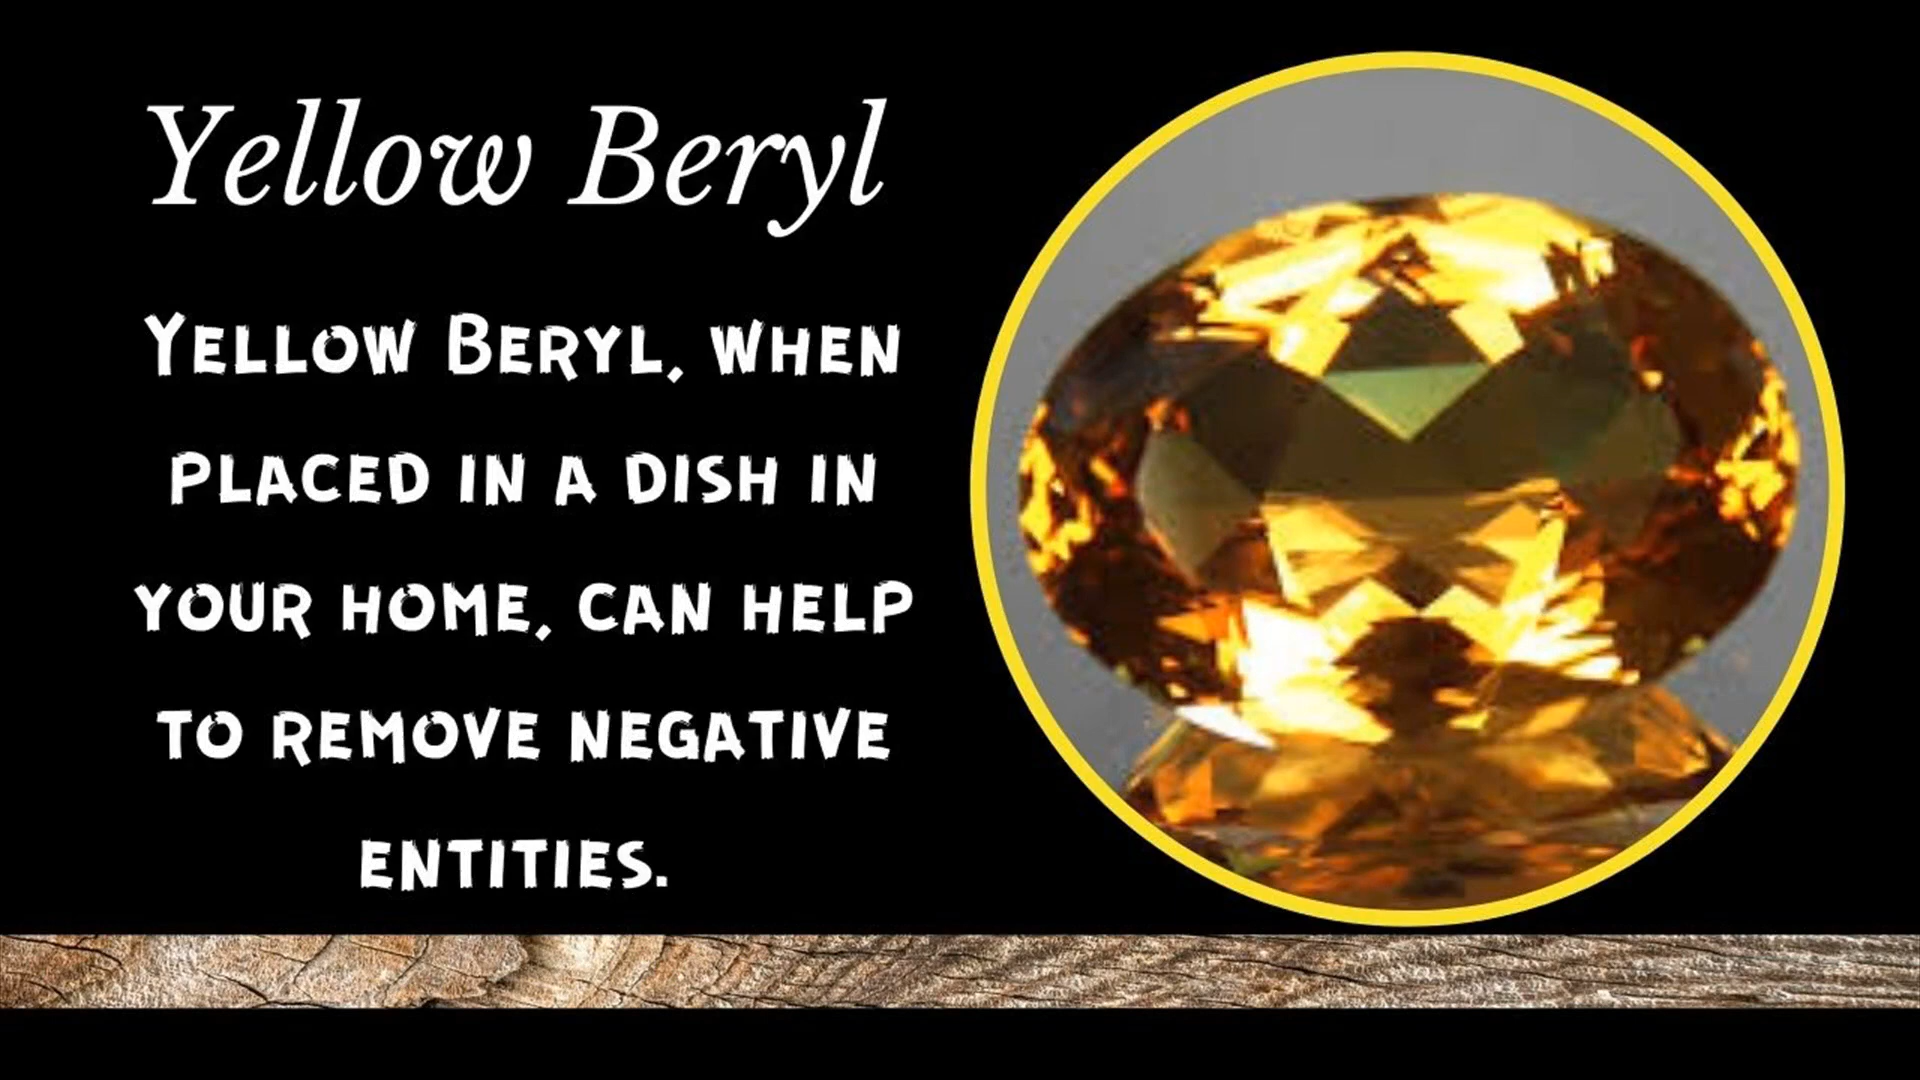 Yellow Beryl
Yellow Beryl, when
placed in a dish in
your home, can help
to remove negative
entities.